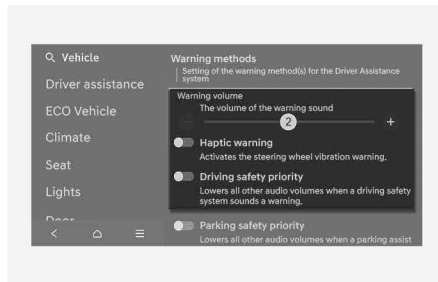 Vehicle
Driver assistance
ECO Vehicle
Climate
Seat
Lights
Door
Warning methods
Setting of the warning method(s) for the Driver Assistance
system
Warning volume
The volume of the warning sound
2
Haptic warning
Activates the steering wheel vibration warning.
Driving safety priority
Lowers all other audio volumes when a driving safety
system sounds a warning.
Parking safety priority
Lowers all other audio volumes when a parking assist